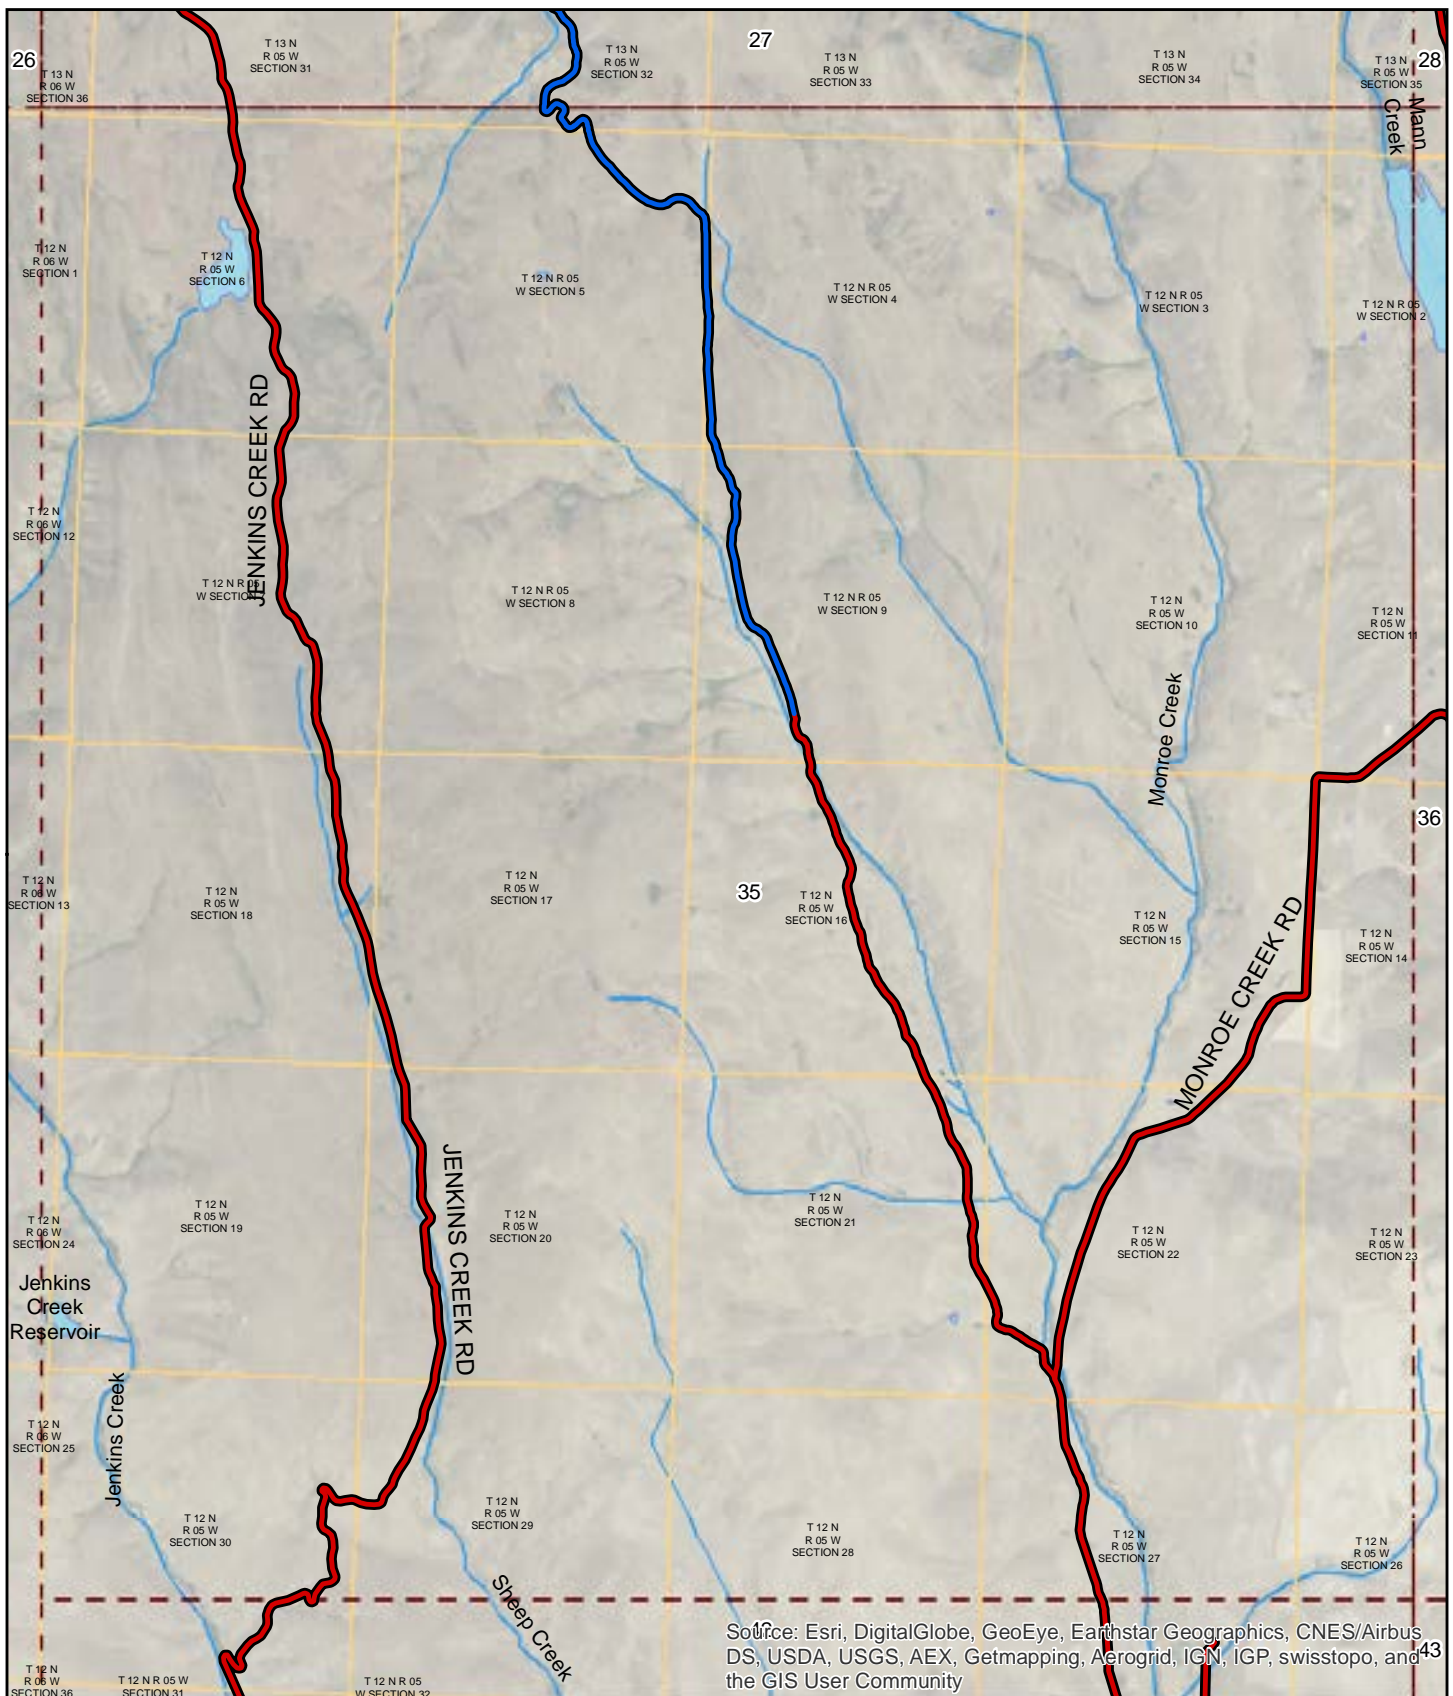 26
27
28
T 13 N
R 06 W
SECTION 36
T 13 N
R 05 W
SECTION 31
T 13 N
R 05 W
SECTION 32
T 13 N
R 05 W
SECTION 33
T 13 N
R 05 W
SECTION 34
T 13 N
R 05 W
SECTION 35
Mann
Creek
T 12 N
R 06 W
SECTION 1
T 12 N
R 05 W
SECTION 6
T 12 N R 05
W SECTION 5
T 12 N R 05
W SECTION 4
T 12 N R 05
W SECTION 3
T 12 N R 05
W SECTION 2
JENKINS CREEK RD
T 12 N
R 06 W
SECTION 12
T 12 N R 05
W SECTION
T 12 N R 05
W SECTION 8
T 12 N R 05
W SECTION 9
T 12 N
R 05 W
SECTION 10
T 12 N
R 05 W
SECTION 11
Monroe Creek
36
T 12 N
R 06 W
SECTION 13
T 12 N
R 05 W
SECTION 18
T 12 N
R 05 W
SECTION 17
35
T 12 N
R 05 W
SECTION 16
T 12 N
R 05 W
SECTION 15
T 12 N
R 05 W
SECTION 14
MONROE CREEK RD
JENKINS CREEK RD
T 12 N
R 06 W
SECTION 24
T 12 N
R 05 W
SECTION 19
T 12 N
R 05 W
SECTION 20
T 12 N
R 05 W
SECTION 21
T 12 N
R 05 W
SECTION 22
T 12 N
R 05 W
SECTION 23
Jenkins
Creek
Reservoir
Jenkins Creek
T 12 N
R 06 W
SECTION 25
T 12 N
R 05 W
SECTION 30
T 12 N
R 05 W
SECTION 29
T 12 N
R 05 W
SECTION 28
T 12 N
R 05 W
SECTION 27
T 12 N
R 05 W
SECTION 26
Sheep Creek
T 12 N
SECTION 36
T 12 N R 05 W
SECTION 31
T 12 N R 05
W SECTION 32
43
Source: Esri, DigitalGlobe, GeoEye, Earthstar Geographics, CNES/Airbus
DS, USDA, USGS, AEX, Getmapping, Aerogrid, IGN, IGP, swisstopo, and
the GIS User Community